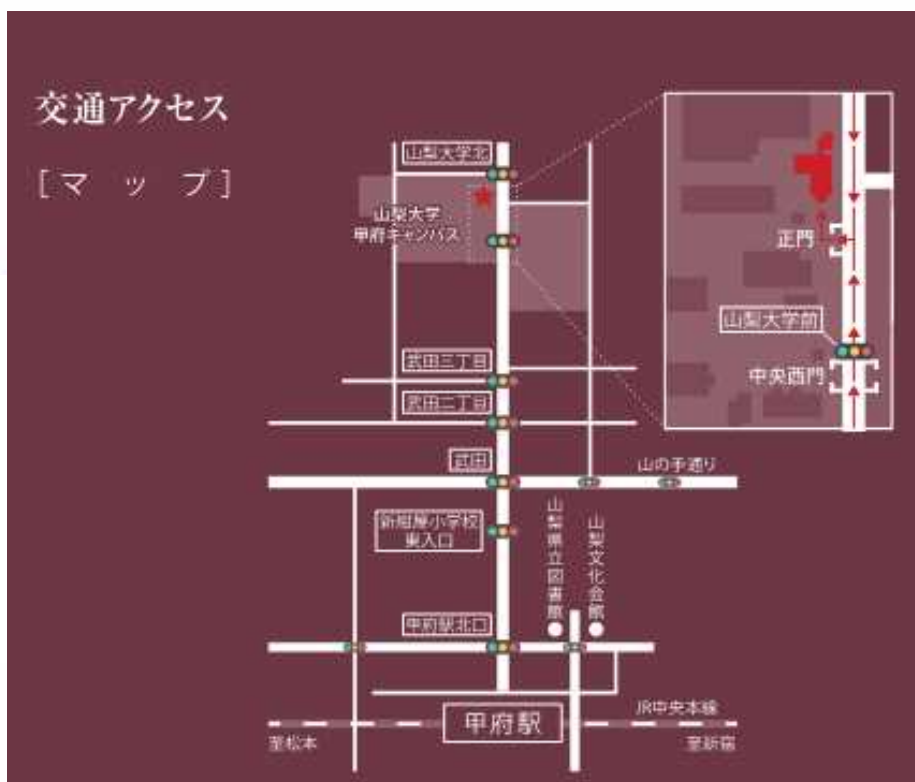 交通アクセス
[マップ]
山梨大学北
山梨大学
甲府キャンパス
正門
山梨大学前
中央西門
武田三丁目
武田二丁目
武田
山の手通り
新紺屋小学校
東入口
山梨県立図書館
山梨文化会館
甲府駅北口
JR中央本線
甲府駅
至松本
至新宿